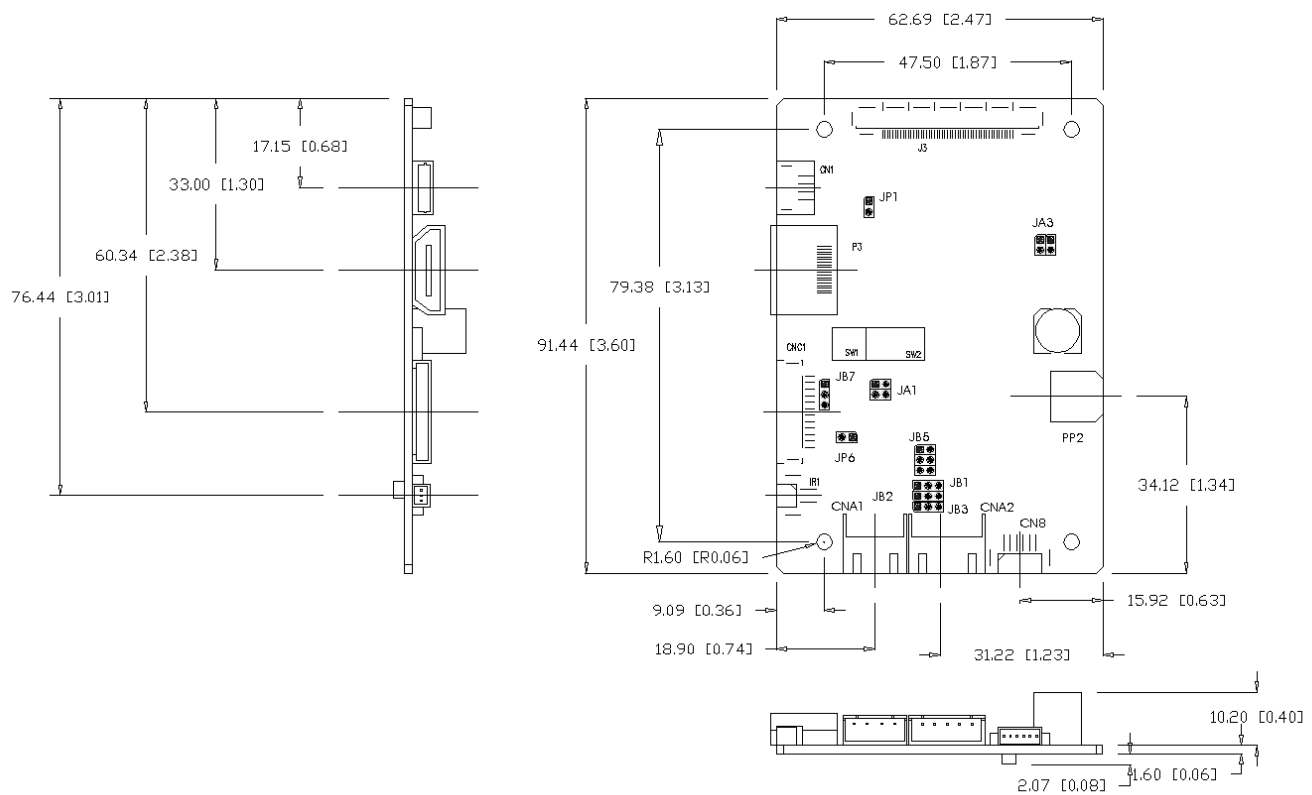 62.69 [2.47]
47.50 [1.87]
17.15 [0.68]
33.00 [1.30]
60.34 [2.38]
76.44 [3.01]
J3
CN1
JP1
JA3
P3
79.38 [3.13]
91.44 [3.60]
CNC1
SW1
SW2
JB7
JA1
PP2
JB5
JP6
IR1
JB1
34.12 [1.34]
CNA1
JB2
JB3
CNA2
CN8
R1.60 [R0.06]
9.09 [0.36]
15.92 [0.63]
18.90 [0.74]
31.22 [1.23]
10.20 [0.40]
1.60 [0.06]
2.07 [0.08]